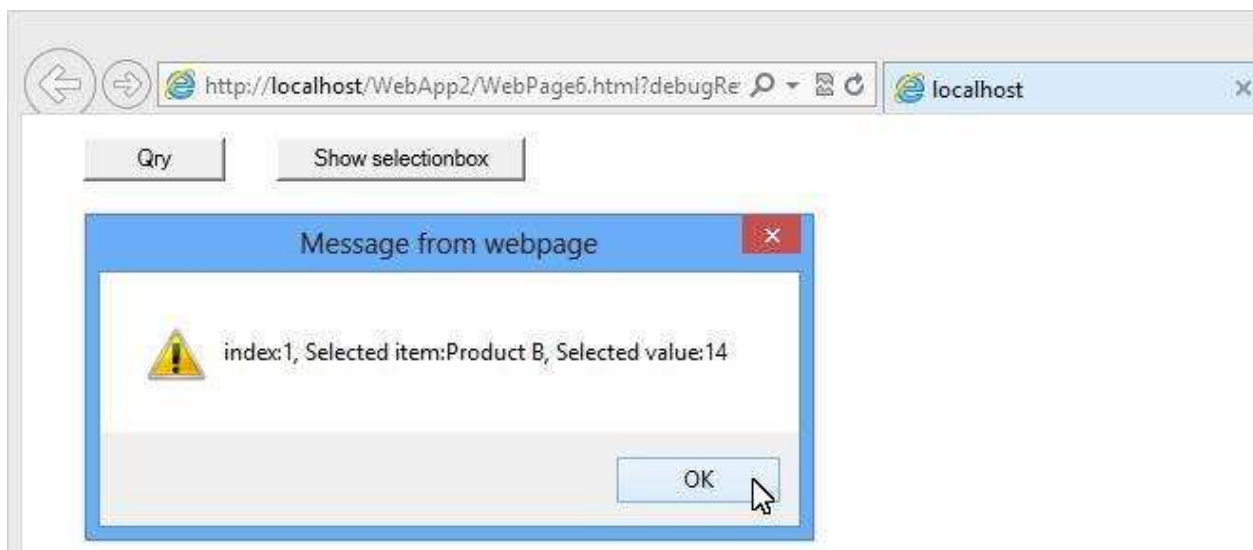 http://localhost/WebApp2/WebPage6.html?debugRe
localhost
Qry
Show selectionbox
Message from webpage
index:1, Selected item:Product B, Selected value:14
OK